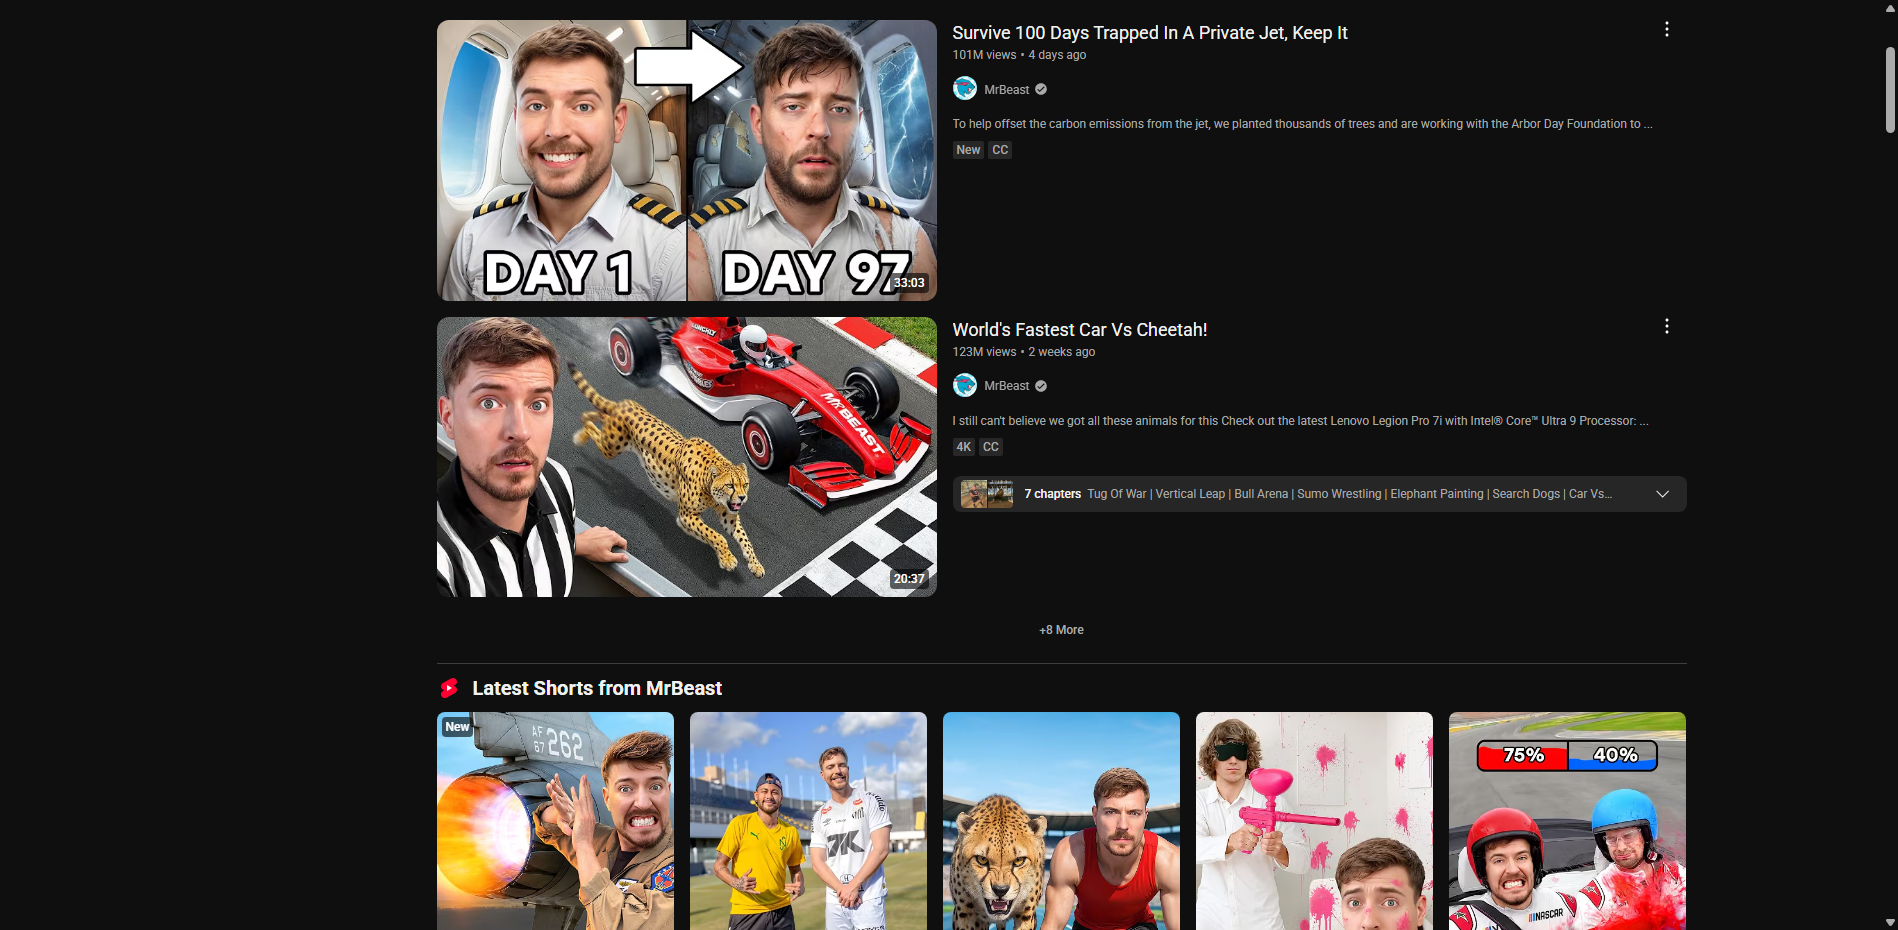 Survive 100 Days Trapped In A Private Jet, Keep It
101M views • 4 days ago
MrBeast
To help offset the carbon emissions from the jet, we planted thousands of trees and are working with the Arbor Day Foundation to ...
New CC
DAY 1
DAY 97
33:03
World's Fastest Car Vs Cheetah!
123M views • 2 weeks ago
MrBeast
I still can't believe we got all these animals for this Check out the latest Lenovo Legion Pro 7i with Intel® Core™ Ultra 9 Processor: ...
4K CC
7 chapters Tug Of War | Vertical Leap | Bull Arena | Sumo Wrestling | Elephant Painting | Search Dogs | Car Vs...
MRBEAST
20:37
+8 More
Latest Shorts from MrBeast
New
AF
67 262
75% 40%
NASCAR